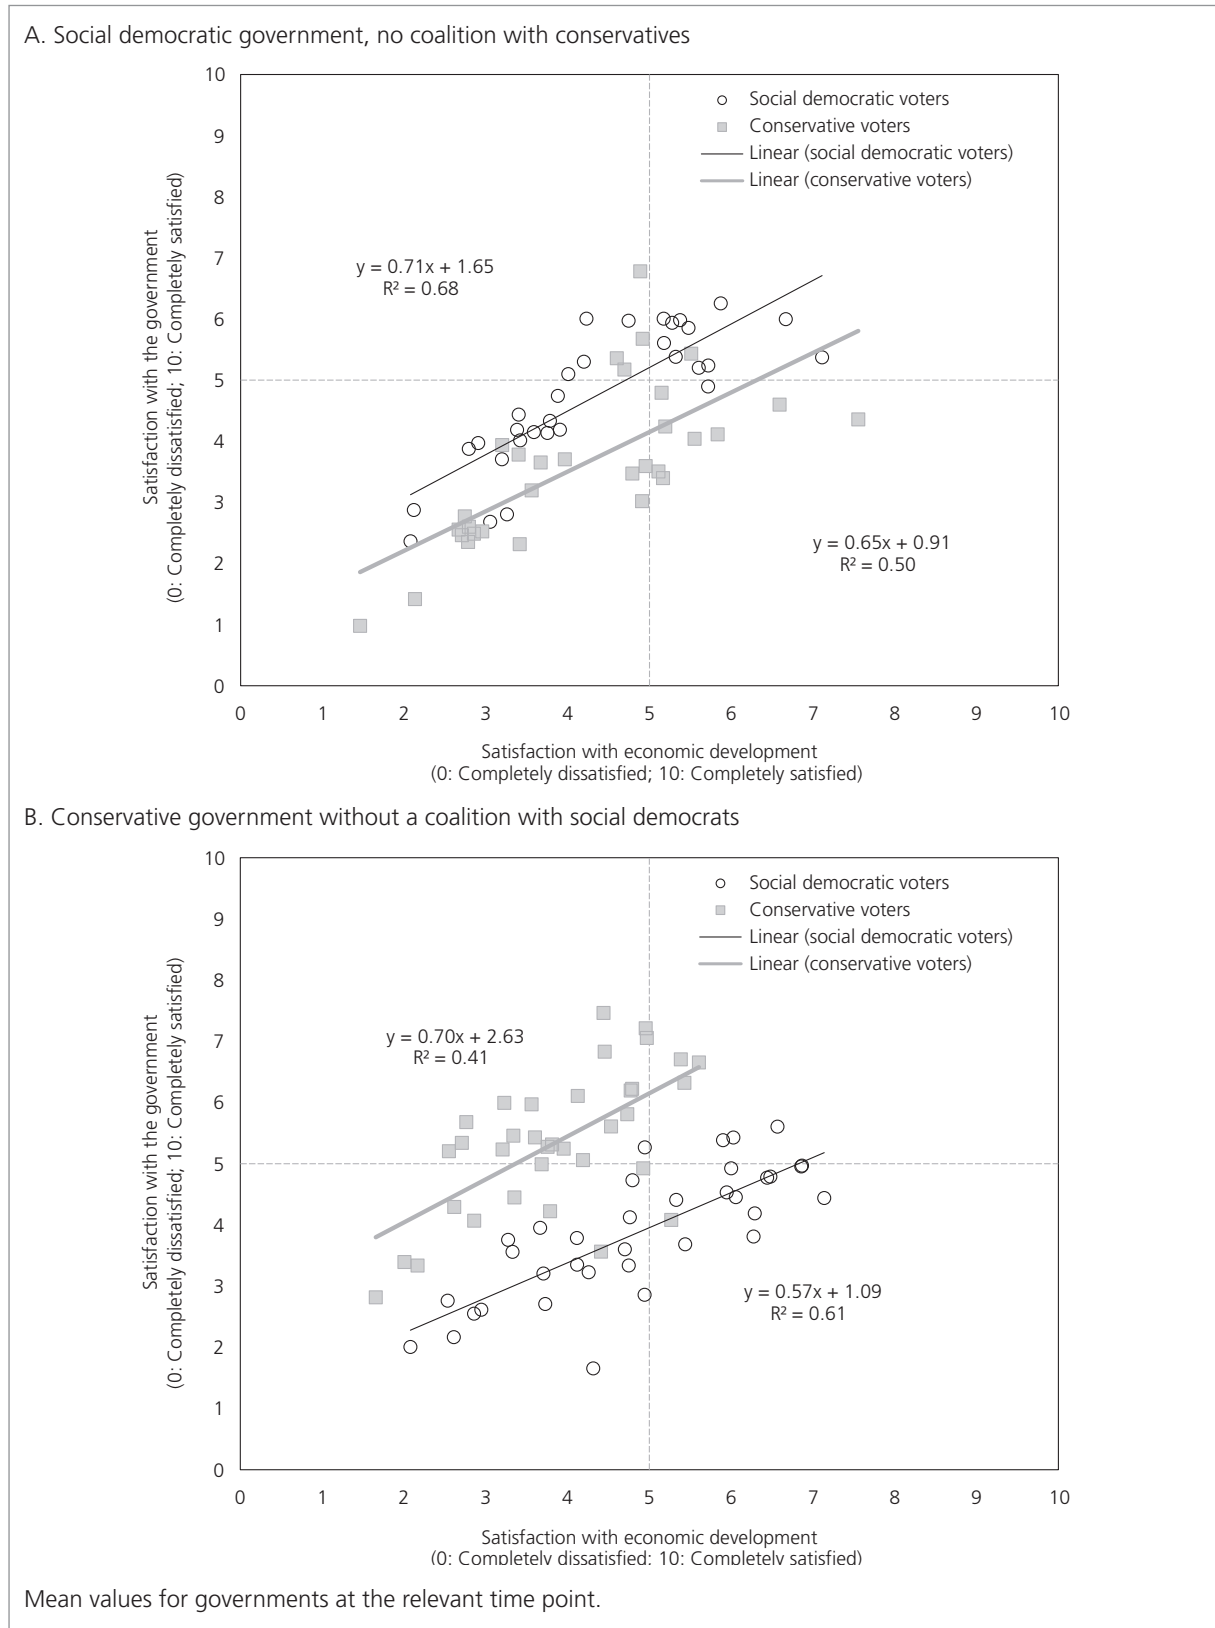 A. Social democratic government, no coalition with conservatives
10
9
8
7
6
5
4
3
2
1
0
Satisfaction with the government
(0: Completely dissatisfied; 10: Completely satisfied)
Social democratic voters
Conservative voters
Linear (social democratic voters)
Linear (conservative voters)
y = 0.71x + 1.65
R² = 0.68
y = 0.65x + 0.91
R² = 0.50
0 1 2 3 4 5 6 7 8 9 10
Satisfaction with economic development
(0: Completely dissatisfied; 10: Completely satisfied)
B. Conservative government without a coalition with social democrats
10
9
8
7
6
5
4
3
2
1
0
Satisfaction with the government
(0: Completely dissatisfied; 10: Completely satisfied)
Social democratic voters
Conservative voters
Linear (social democratic voters)
Linear (conservative voters)
y = 0.70x + 2.63
R² = 0.41
y = 0.57x + 1.09
R² = 0.61
0 1 2 3 4 5 6 7 8 9 10
Satisfaction with economic development
(0: Completely dissatisfied; 10: Completely satisfied)
Mean values for governments at the relevant time point.